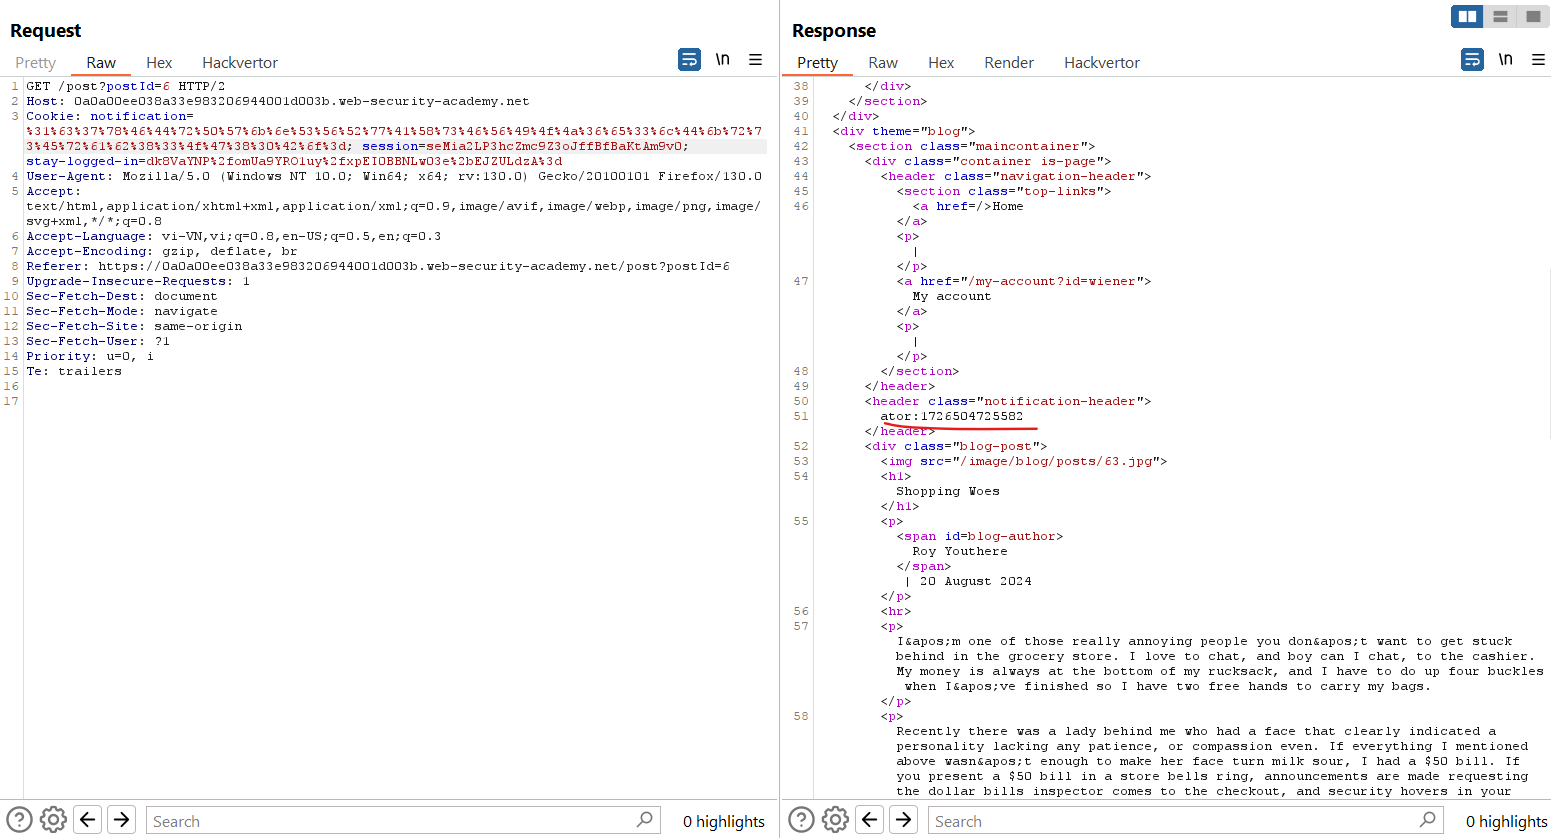 Request
Pretty Raw Hex Hackvertor
\n
1 GET /post?postId=6 HTTP/2
2 Host: 0a0a00ee038a33e983206944001d003b.web-security-academy.net
3 Cookie: notification=
%31%63%37%78%46%44%72%50%57%6b%6e%53%56%52%77%41%58%73%46%56%49%4f%4a%36%65%33%6c%44%6b%72%7
3%45%72%61%62%38%33%4f%47%38%30%42%6f%3d; session=seMia2LP3hcZmc9Z3oJffBfBaKtAm9v0;
stay-logged-in=dk8VaYNP%2fomUa9YRO1uy%2fxpEIOBBNLw03e%2bEJZULdzA%3d
4 User-Agent: Mozilla/5.0 (Windows NT 10.0; Win64; x64; rv:130.0) Gecko/20100101 Firefox/130.0
5 Accept:
text/html,application/xhtml+xml,application/xml;q=0.9,image/avif,image/webp,image/png,image/
svg+xml,*/*;q=0.8
6 Accept-Language: vi-VN,vi;q=0.8,en-US;q=0.5,en;q=0.3
7 Accept-Encoding: gzip, deflate, br
8 Referer: https://0a0a00ee038a33e983206944001d003b.web-security-academy.net/post?postId=6
9 Upgrade-Insecure-Requests: 1
10 Sec-Fetch-Dest: document
11 Sec-Fetch-Mode: navigate
12 Sec-Fetch-Site: same-origin
13 Sec-Fetch-User: ?1
14 Priority: u=0, i
15 Te: trailers
16
17
Search
0 highlights
Response
Pretty Raw Hex Render Hackvertor
\n
38 </div>
39 </section>
40 </div>
41 <div theme="blog">
42 <section class="maincontainer">
43 <div class="container is-page">
44 <header class="navigation-header">
45 <section class="top-links">
46 <a href=/>Home
</a>
<p>
|
</p>
47 <a href="/my-account?id=wiener">
My account
</a>
<p>
|
</p>
48 </section>
49 </header>
50 <header class="notification-header">
51 ator:1726504725582
</header>
52 <div class="blog-post">
53 <img src="/image/blog/posts/63.jpg">
54 <h1>
Shopping Woes
</h1>
55 <p>
<span id=blog-author>
Roy Youthere
</span>
| 20 August 2024
</p>
56 <hr>
57 <p>
I&apos;m one of those really annoying people you don&apos;t want to get stuck
behind in the grocery store. I love to chat, and boy can I chat, to the cashier.
My money is always at the bottom of my rucksack, and I have to do up four buckles
when I&apos;ve finished so I have two free hands to carry my bags.
</p>
58 <p>
Recently there was a lady behind me who had a face that clearly indicated a
personality lacking any patience, or compassion even. If everything I mentioned
above wasn&apos;t enough to make her face turn milk sour, I had a $50 bill. If
you present a $50 bill in a store bells ring, announcements are made requesting
the dollar bills inspector comes to the checkout, and security hovers in your
Search
0 highlights